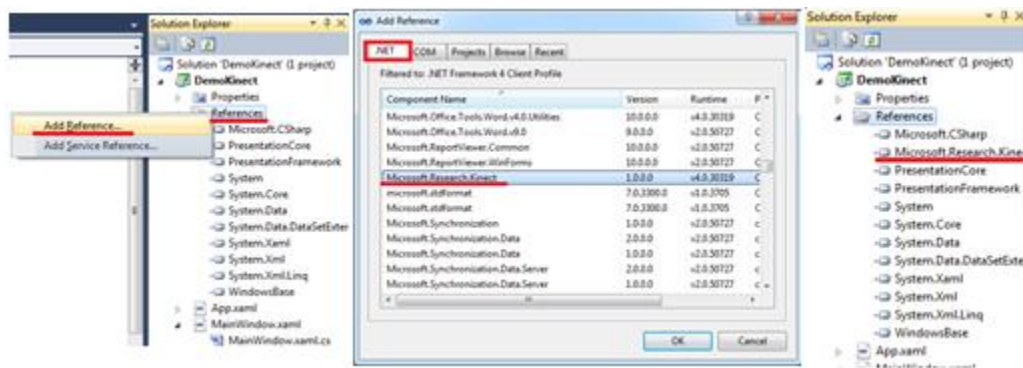 Solution Explorer
Solution 'DemoKinect' (1 project)
DemoKinect
Properties
References
Add Reference...
Add Service Reference...
Microsoft.CSharp
PresentationCore
PresentationFramework
System
System.Core
System.Data
System.Data.DataSetExter
System.Xaml
System.Xml
System.Xml.Linq
WindowsBase
App.xaml
MainWindow.xaml
MainWindow.xaml.cs
Add Reference
.NET COM Projects Browse Recent
Filtered to: .NET Framework 4 Client Profile
Component Name Version Runtime P
Microsoft.Office.Tools.Word.v4.0.Utilities 10.0.0.0 v4.0.30319 C
Microsoft.Office.Tools.Word.v9.0 9.0.0.0 v2.0.50727 C
Microsoft.ReportViewer.Common 10.0.0.0 v2.0.50727 C
Microsoft.ReportViewer.WinForms 10.0.0.0 v2.0.50727 C
Microsoft.Research.Kinect 1.0.0.0 v4.0.30319 C
microsoft.stdformat 7.0.3300.0 v1.0.3705 C
Microsoft.stdformat 7.0.3300.0 v1.0.3705 C
Microsoft.Synchronization 1.0.0.0 v2.0.50727 c
Microsoft.Synchronization.Data 2.0.0.0 v2.0.50727 c
Microsoft.Synchronization.Data 1.0.0.0 v2.0.50727 c
Microsoft.Synchronization.Data.Server 2.0.0.0 v2.0.50727 c
Microsoft.Synchronization.Data.Server 1.0.0.0 v2.0.50727 c
OK Cancel
Solution Explorer
Solution 'DemoKinect' (1 project)
DemoKinect
Properties
References
Microsoft.CSharp
Microsoft.Research.Kinec
PresentationCore
PresentationFramework
System
System.Core
System.Data
System.Data.DataSetExte
System.Xaml
System.Xml
System.Xml.Linq
WindowsBase
App.xaml
MainWindow.xaml